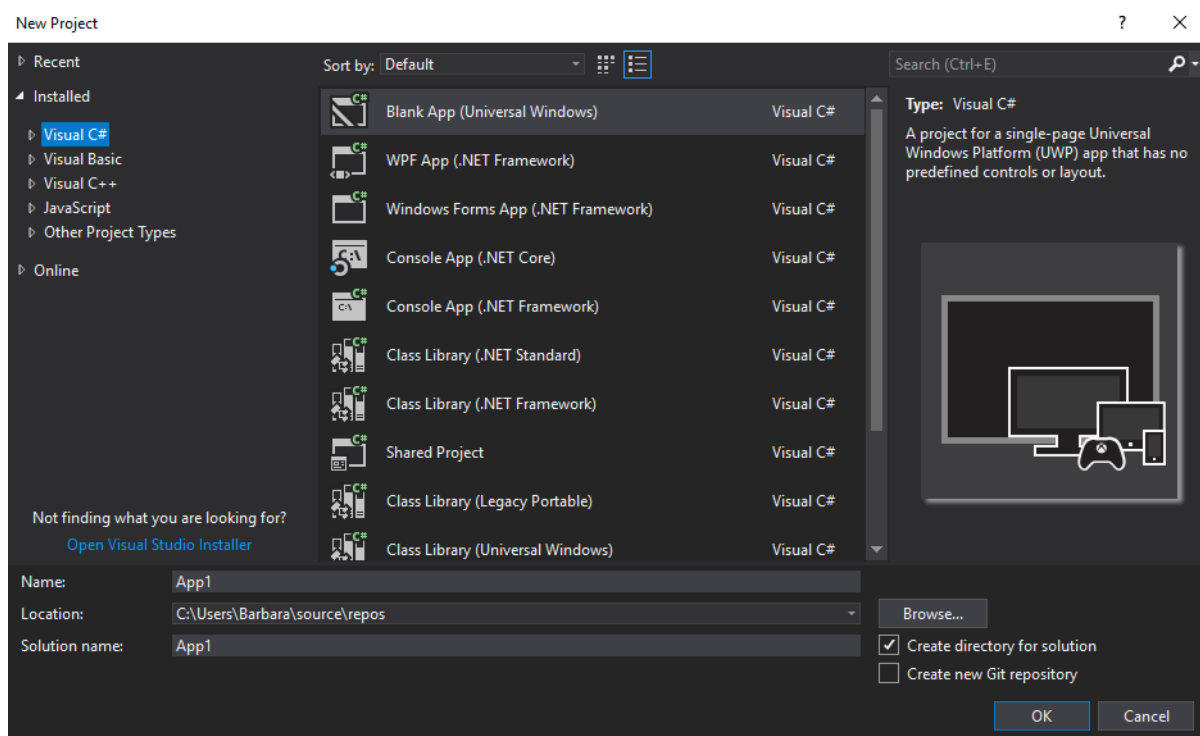 New Project
?
Recent
Installed
Visual C#
Visual Basic
Visual C++
JavaScript
Other Project Types
Online
Not finding what you are looking for?
Open Visual Studio Installer
Sort by: Default
Blank App (Universal Windows) Visual C#
WPF App (.NET Framework) Visual C#
Windows Forms App (.NET Framework) Visual C#
Console App (.NET Core) Visual C#
Console App (.NET Framework) Visual C#
Class Library (.NET Standard) Visual C#
Class Library (.NET Framework) Visual C#
Shared Project Visual C#
Class Library (Legacy Portable) Visual C#
Class Library (Universal Windows) Visual C#
Search (Ctrl+E)
Type: Visual C#
A project for a single-page Universal
Windows Platform (UWP) app that has no
predefined controls or layout.
Name: App1
Location: C:\Users\Barbara\source\repos
Browse...
Solution name: App1
Create directory for solution
Create new Git repository
OK Cancel